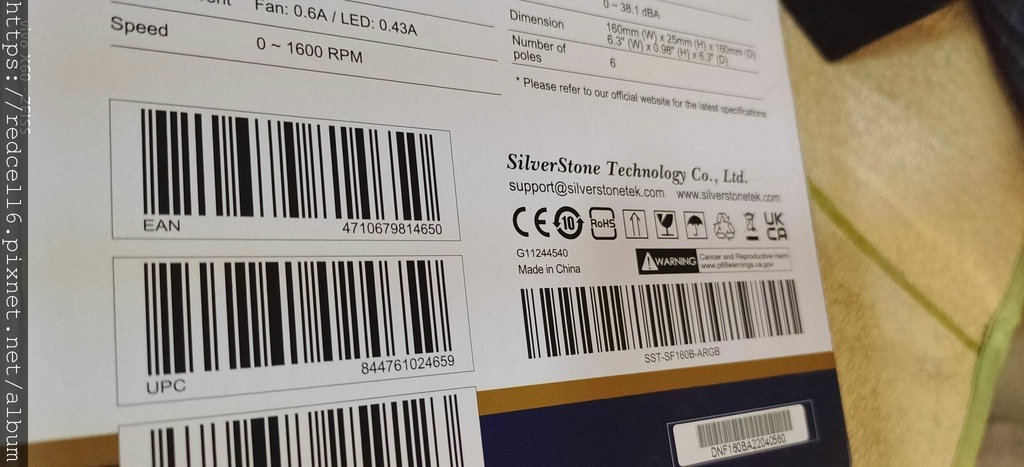 Fan: 0.6A / LED: 0.43A
Speed
0 ~ 1600 RPM
0 ~ 38.1 dBA
Dimension
160mm (W) x 25mm (H) x 160mm (D)
6.3" (W) x 0.98" (H) x 6.3" (D)
Number of
poles
6
* Please refer to our official website for the latest specifications
EAN
4710679814650
UPC
844761024659
SilverStone Technology Co., Ltd.
support@silverstonetek.com www.silverstonetek.com
CE 10 RoHS UK CA
G11244540
Made in China
WARNING
Cancer and Reproductive Harm
www.p65warnings.ca.gov
SST-SF160B-ARGB
DNF160BA22040560
https://redcell6.pixnet.net/album
vivo X80 / ZEISS